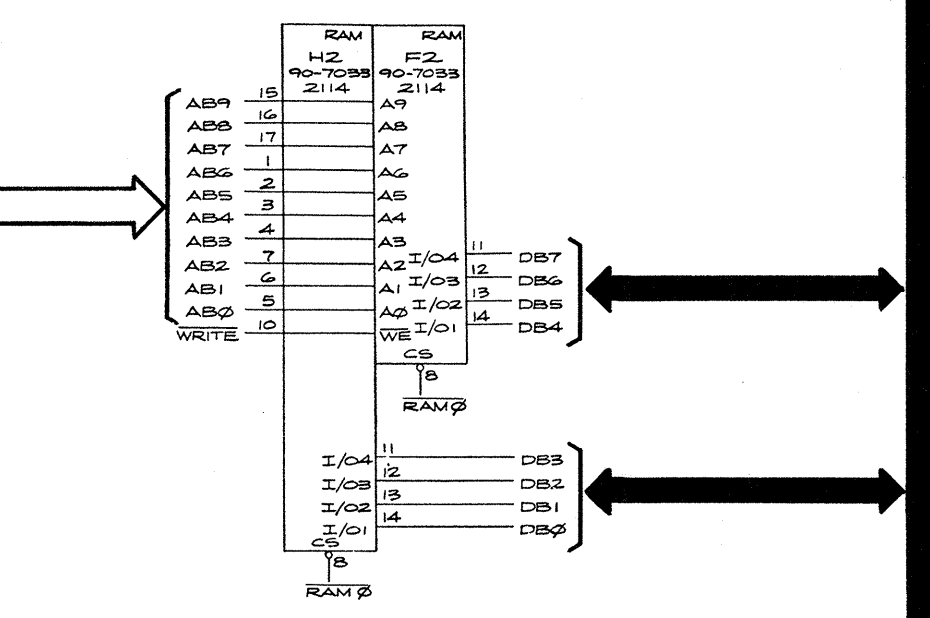 RAM RAM
H2 F2
90-7033 90-7033
2114 2114
AB9 15 A9
AB8 16 A8
AB7 17 A7
AB6 1 A6
AB5 2 A5
AB4 3 A4
AB3 4 A3
AB2 7 A2 I/O4 11 DB7
AB1 6 A1 I/O3 12 DB6
ABØ 5 AØ I/O2 13 DB5
WRITE 10 WE I/O1 14 DB4
CS
8
RAMØ
I/O4 11 DB3
I/O3 12 DB2
I/O2 13 DB1
I/O1 14 DBØ
CS
8
RAMØ